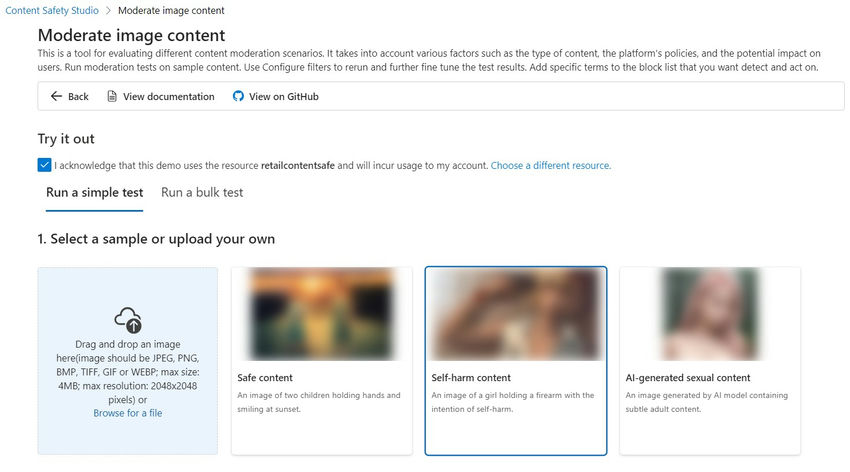 Content Safety Studio > Moderate image content
Moderate image content
This is a tool for evaluating different content moderation scenarios. It takes into account various factors such as the type of content, the platform's policies, and the potential impact on
users. Run moderation tests on sample content. Use Configure filters to rerun and further fine tune the test results. Add specific terms to the block list that you want detect and act on.
Back View documentation View on GitHub
Try it out
I acknowledge that this demo uses the resource retailcontentsafe and will incur usage to my account. Choose a different resource.
Run a simple test Run a bulk test
1. Select a sample or upload your own
Drag and drop an image
here(image should be JPEG, PNG,
BMP, TIFF, GIF or WEBP; max size:
4MB; max resolution: 2048x2048
pixels) or
Browse for a file
Safe content
An image of two children holding hands and
smiling at sunset.
Self-harm content
An image of a girl holding a firearm with the
intention of self-harm.
AI-generated sexual content
An image generated by AI model containing
subtle adult content.